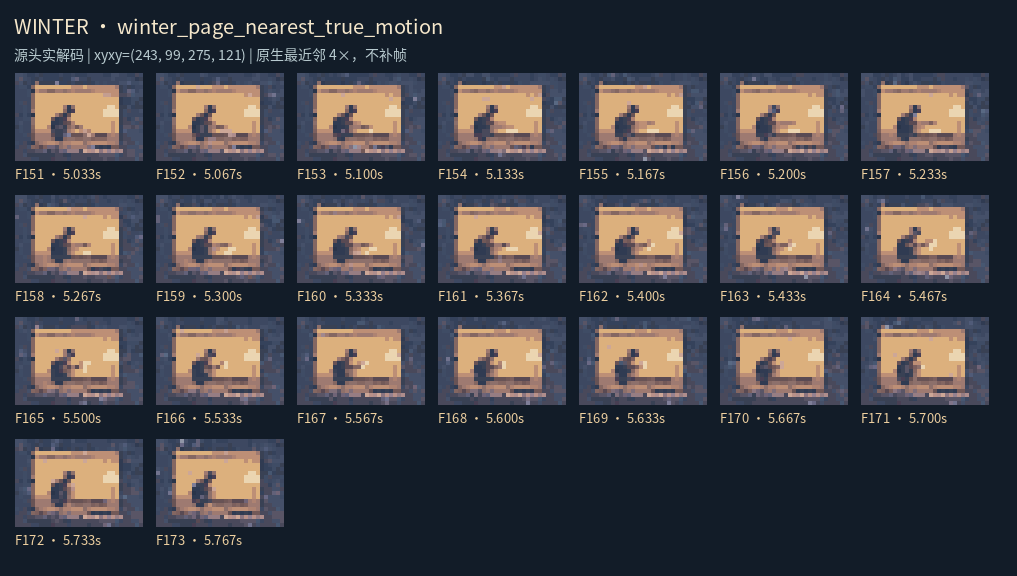 WINTER • winter_page_nearest_true_motion
源头实解码 | xyxy=(243, 99, 275, 121) | 原生最近邻 4×，不补帧
F151 • 5.033s
F152 • 5.067s
F153 • 5.100s
F154 • 5.133s
F155 • 5.167s
F156 • 5.200s
F157 • 5.233s
F158 • 5.267s
F159 • 5.300s
F160 • 5.333s
F161 • 5.367s
F162 • 5.400s
F163 • 5.433s
F164 • 5.467s
F165 • 5.500s
F166 • 5.533s
F167 • 5.567s
F168 • 5.600s
F169 • 5.633s
F170 • 5.667s
F171 • 5.700s
F172 • 5.733s
F173 • 5.767s